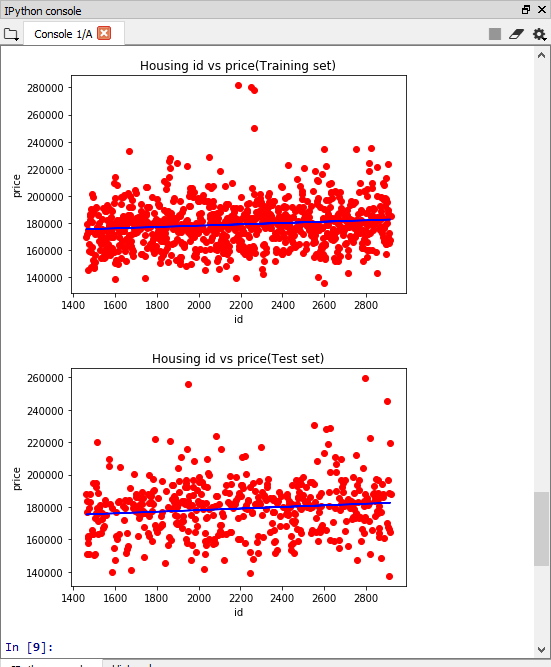 IPython console
Console 1/A
Housing id vs price(Training set)
280000
260000
240000
220000
200000
180000
160000
140000
price
1400 1600 1800 2000 2200 2400 2600 2800
id
Housing id vs price(Test set)
260000
240000
220000
200000
180000
160000
140000
price
1400 1600 1800 2000 2200 2400 2600 2800
id
In [9]: